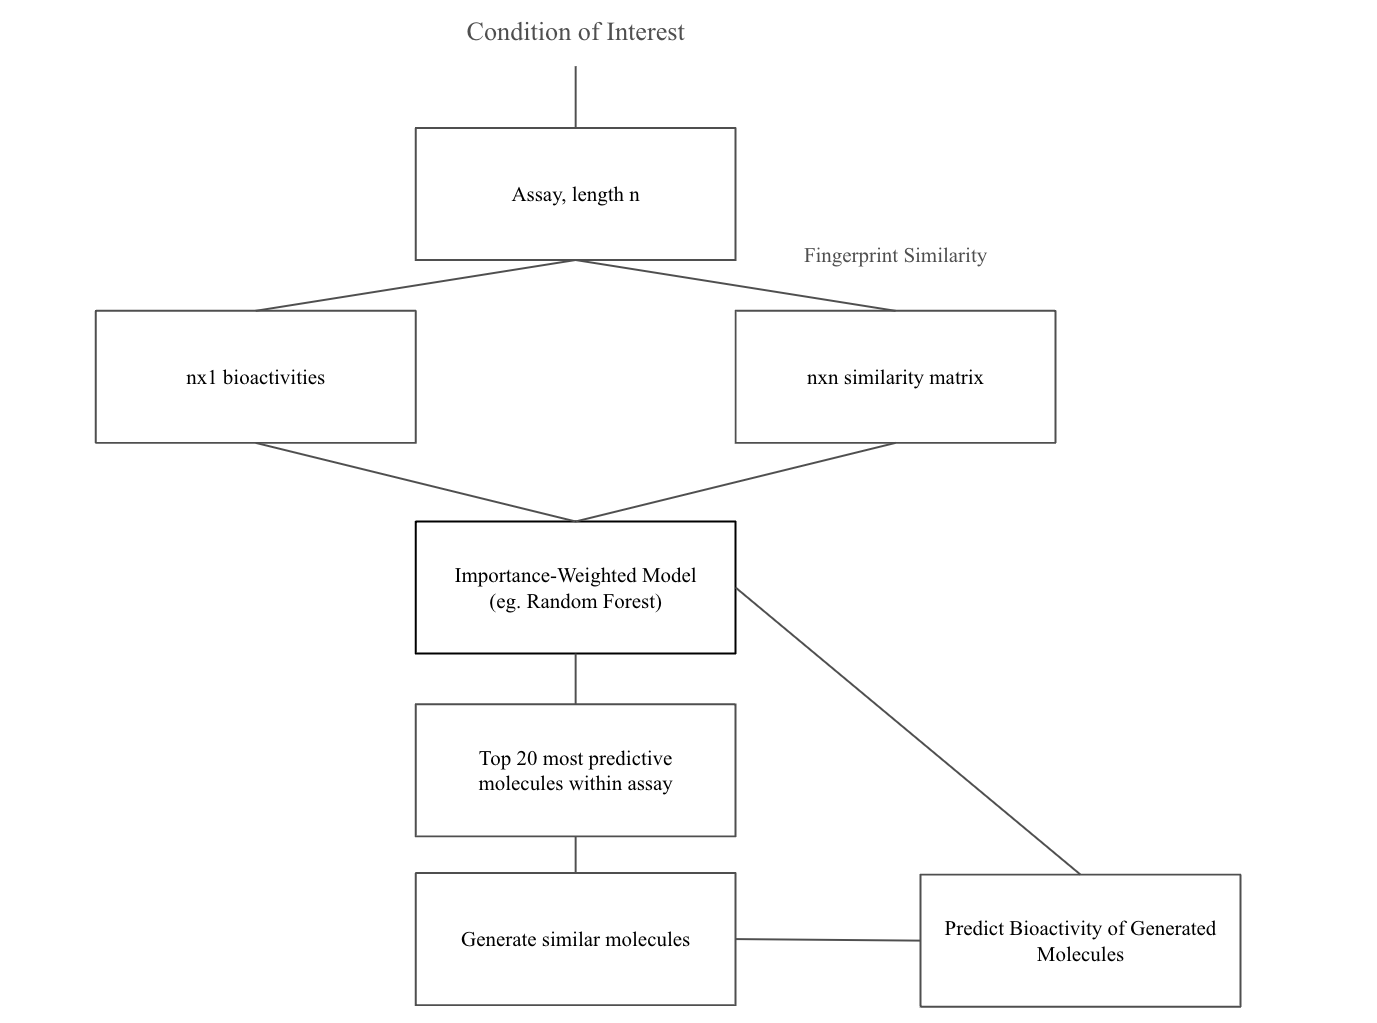 Condition of Interest
Assay, length n
Fingerprint Similarity
nx1 bioactivities
nxn similarity matrix
Importance-Weighted Model
(eg. Random Forest)
Top 20 most predictive
molecules within assay
Generate similar molecules
Predict Bioactivity of Generated
Molecules